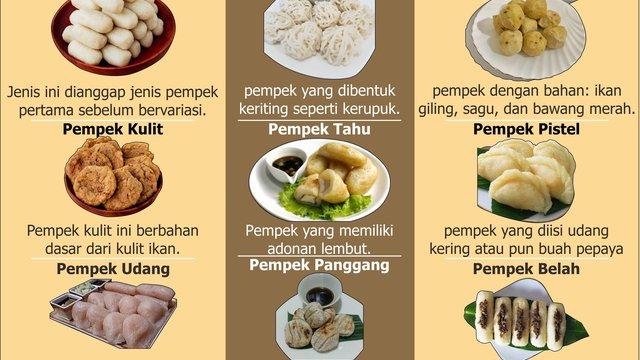 Jenis ini dianggap jenis pempek
pertama sebelum bervariasi.
pempek yang dibentuk
keriting seperti kerupuk.
pempek dengan bahan: ikan
giling, sagu, dan bawang merah.
Pempek Kulit
Pempek Tahu
Pempek Pistel
Pempek kulit ini berbahan
dasar dari kulit ikan.
Pempek yang memiliki
adonan lembut.
pempek yang diisi udang
kering atau pun buah pepaya
Pempek Udang
Pempek Panggang
Pempek Belah